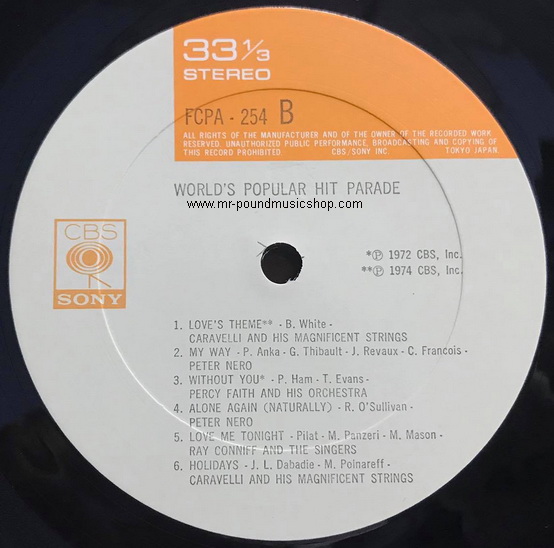 33 1/3
STEREO
FCPA - 254 B
ALL RIGHTS OF THE MANUFACTURER AND OF THE OWNER OF THE RECORDED WORK
RESERVED. UNAUTHORIZED PUBLIC PERFORMANCE, BROADCASTING AND COPYING OF
THIS RECORD PROHIBITED CBS/SONY INC. TOKYO JAPAN.
WORLD'S POPULAR HIT PARADE
www.mr-poundmusicshop.com
CBS
SONY
*Ⓟ 1972 CBS, Inc.
**Ⓟ 1974 CBS, Inc.
1. LOVE'S THEME** - B. White -
CARAVELLI AND HIS MAGNIFICENT STRINGS
2. MY WAY - P. Anka - G. Thibault - J. Revaux - C. Francois -
PETER NERO
3. WITHOUT YOU* - P. Ham - T. Evans -
PERCY FAITH AND HIS ORCHESTRA
4. ALONE AGAIN (NATURALLY) - R. O'Sullivan -
PETER NERO
5. LOVE ME TONIGHT - Pilat - M. Panzeri - M. Mason -
RAY CONNIFF AND THE SINGERS
6. HOLIDAYS - J. L. Dabadie - M. Polnareff -
CARAVELLI AND HIS MAGNIFICENT STRINGS